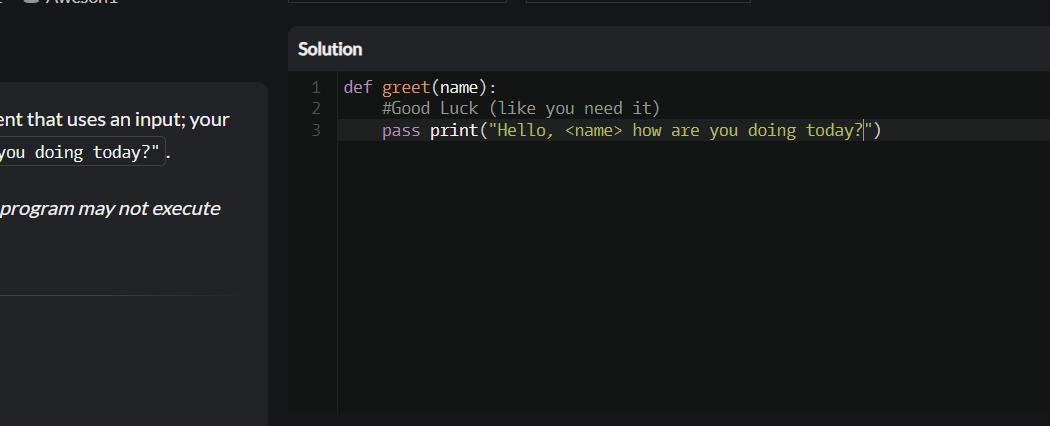 Solution
ent that uses an input; your
you doing today?".
program may not execute
1 def greet(name):
2 #Good Luck (like you need it)
3 pass print("Hello, <name> how are you doing today?")